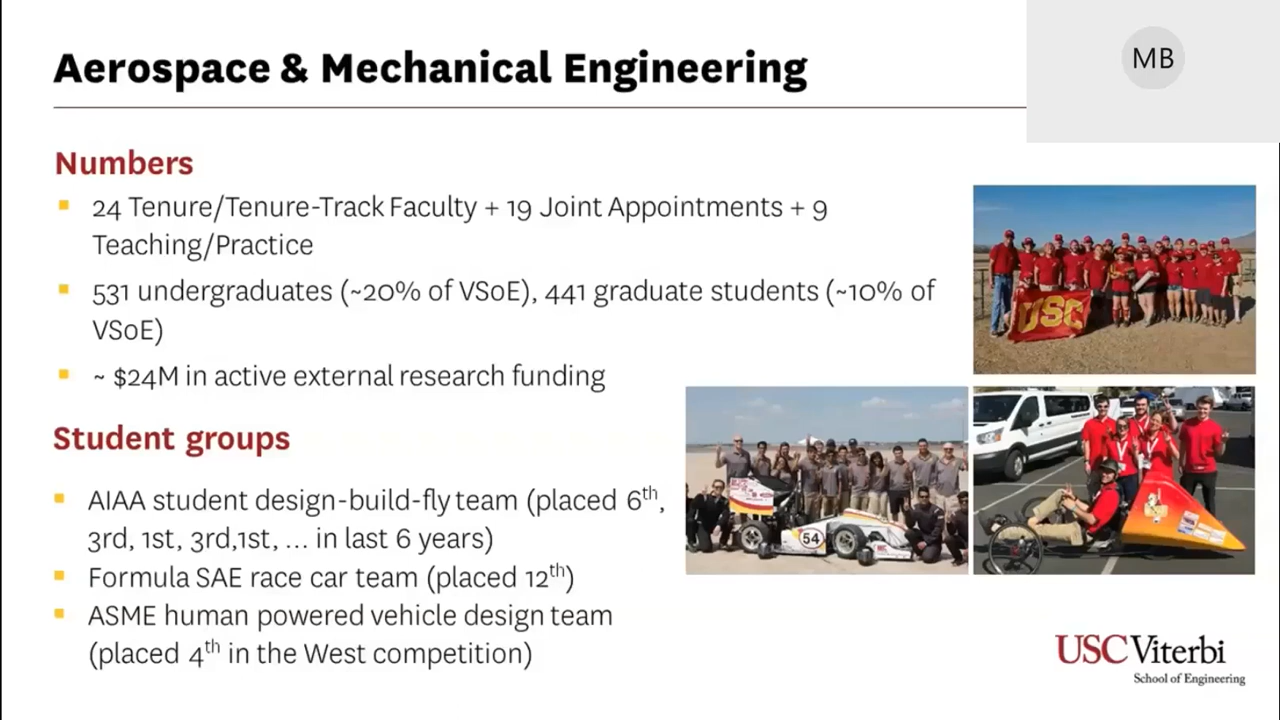 Aerospace & Mechanical Engineering
MB
Numbers
▪ 24 Tenure/Tenure-Track Faculty + 19 Joint Appointments + 9
Teaching/Practice
▪ 531 undergraduates (~20% of VSoE), 441 graduate students (~10% of
VSoE)
▪ ~ $24M in active external research funding
Student groups
▪ AIAA student design-build-fly team (placed 6th,
3rd, 1st, 3rd,1st, … in last 6 years)
▪ Formula SAE race car team (placed 12th)
▪ ASME human powered vehicle design team
(placed 4th in the West competition)
USC
54
USC Viterbi
School of Engineering